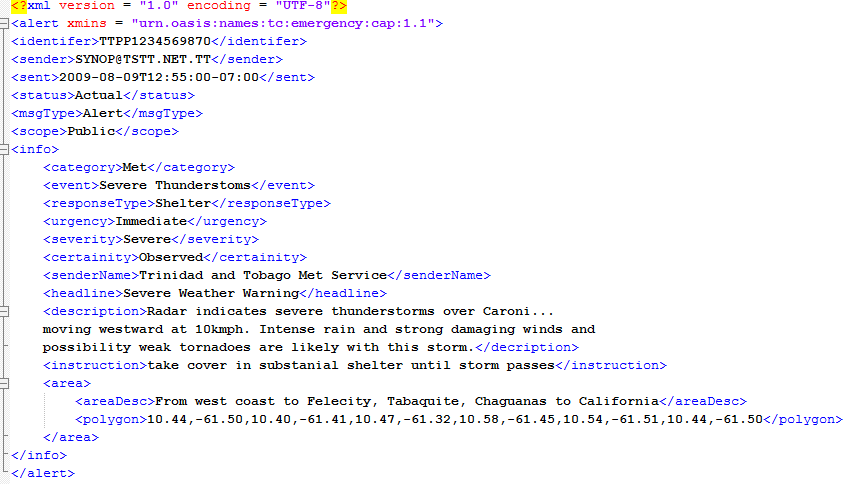 <?xml version = "1.0" encoding = "UTF-8"?>
<alert xmins = "urn.oasis:names:tc:emergency:cap:1.1">
<identifer>TTPP1234569870</identifer>
<sender>SYNOP@TSTT.NET.TT</sender>
<sent>2009-08-09T12:55:00-07:00</sent>
<status>Actual</status>
<msgType>Alert</msgType>
<scope>Public</scope>
<info>
<category>Met</category>
<event>Severe Thunderstoms</event>
<responseType>Shelter</responseType>
<urgency>Immediate</urgency>
<severity>Severe</severity>
<certainity>Observed</certainity>
<senderName>Trinidad and Tobago Met Service</senderName>
<headline>Severe Weather Warning</headline>
<description>Radar indicates severe thunderstorms over Caroni...
moving westward at 10kmph. Intense rain and strong damaging winds and
possibility weak tornadoes are likely with this storm.</decription>
<instruction>take cover in substanial shelter until storm passes</instruction>
<area>
<areaDesc>From west coast to Felecity, Tabaquite, Chaguanas to California</areaDesc>
<polygon>10.44,-61.50,10.40,-61.41,10.47,-61.32,10.58,-61.45,10.54,-61.51,10.44,-61.50</polygon>
</area>
</info>
</alert>